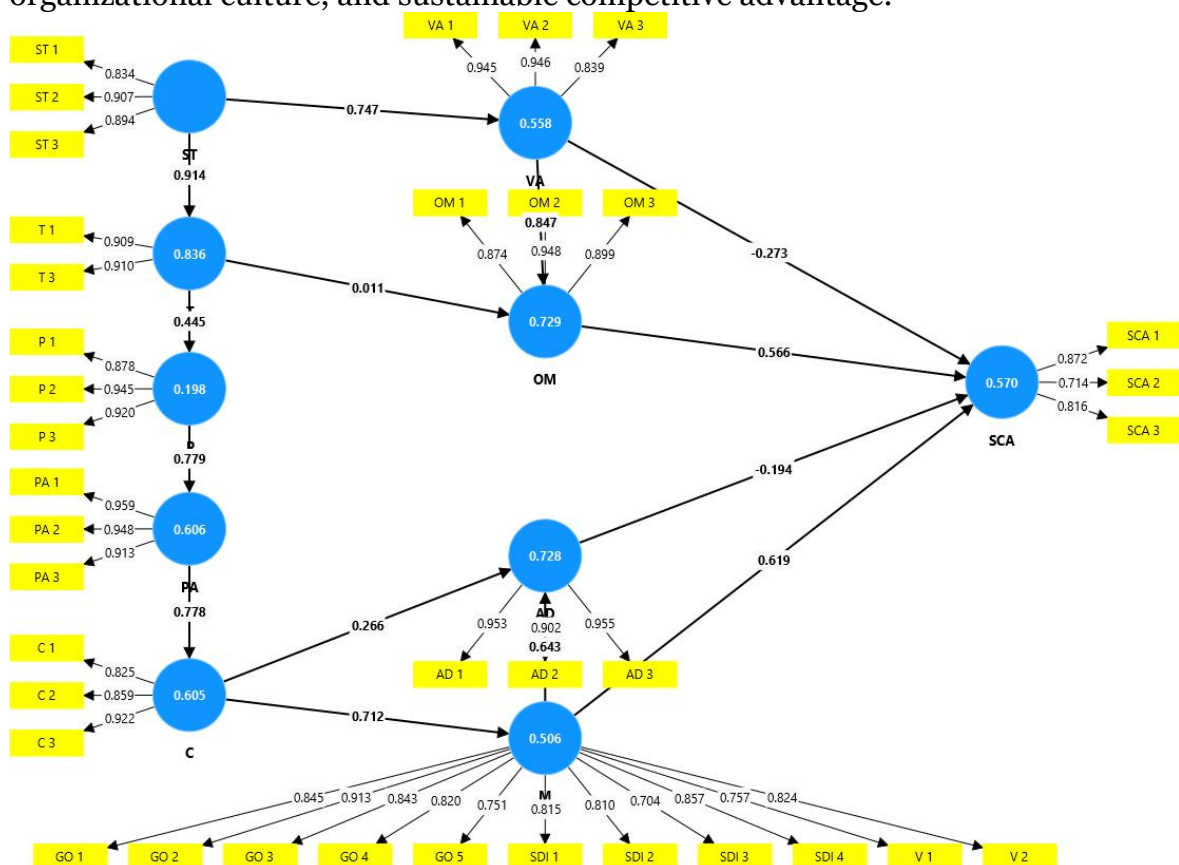 organizational culture, and sustainable competitive advantage.
VA 1 VA 2 VA 3
ST 1
ST 2
ST 3
0.834
0.907
0.894
0.945 0.946 0.839
0.747
0.558
ST
VA
0.914
OM 1 OM 2 OM 3
0.847
0.874 0.948 0.899
-0.273
T 1
T 3
0.909
0.910
0.836
0.011
0.729
OM
0.566
T
0.445
P 1
P 2
P 3
0.878
0.945
0.920
0.198
P
0.779
SCA 1
SCA 2
SCA 3
0.872
0.714
0.816
0.570
SCA
-0.194
0.619
PA 1
PA 2
PA 3
0.959
0.948
0.913
0.606
PA
0.778
0.728
AD
0.266
0.953 0.902 0.955
0.643
AD 1 AD 2 AD 3
C 1
C 2
C 3
0.825
0.859
0.922
0.605
C
0.712
0.506
M
0.845 0.913 0.843 0.820 0.751 0.815 0.810 0.704 0.857 0.757 0.824
GO 1 GO 2 GO 3 GO 4 GO 5 SDI 1 SDI 2 SDI 3 SDI 4 V 1 V 2